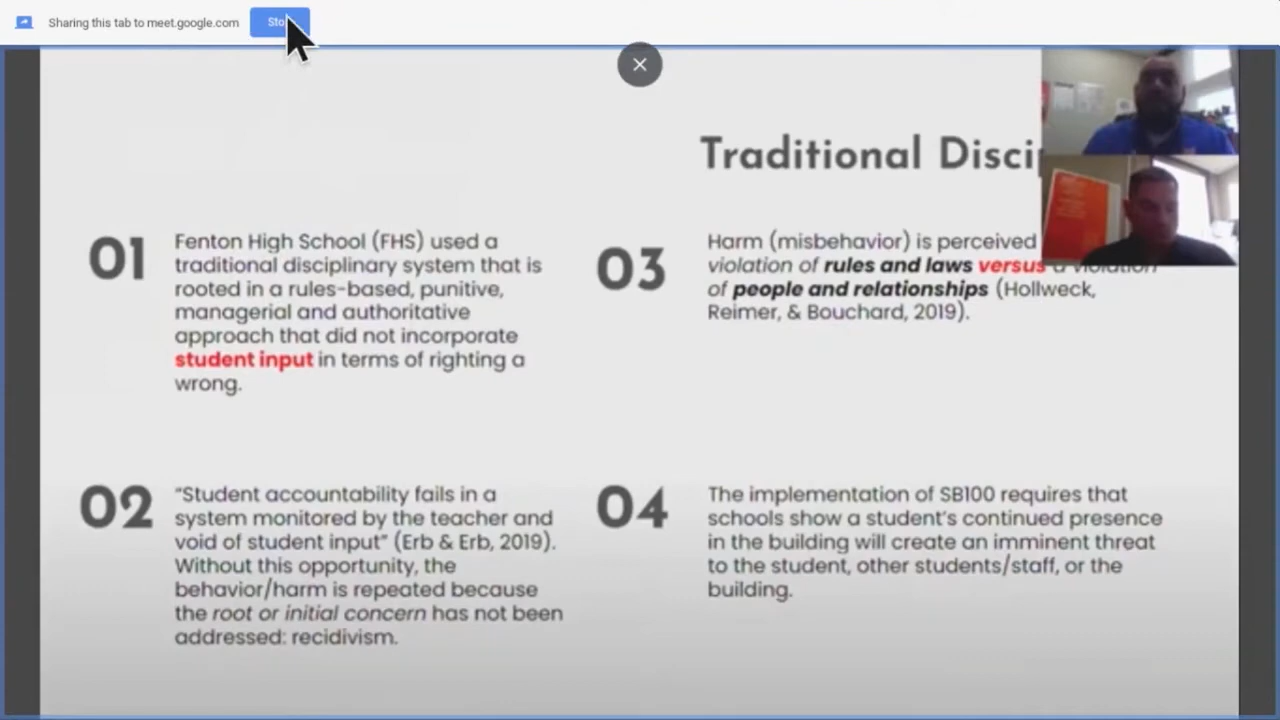 Sharing this tab to meet.google.com
Traditional
01
Fenton High School (FHS) used a
traditional disciplinary system that is
rooted in a rules-based, punitive,
managerial and authoritative
approach that did not incorporate
student input in terms of righting a
wrong.
02
“Student accountability fails in a
system monitored by the teacher and
void of student input” (Erb & Erb, 2019).
Without this opportunity, the
behavior/harm is repeated because
the root or initial concern has not been
addressed: recidivism.
03
Harm (misbehavior) is perceived
violation of rules and laws versus a violation
of people and relationships (Hollweck,
Reimer, & Bouchard, 2019).
04
The implementation of SB100 requires that
schools show a student's continued presence
in the building will create an imminent threat
to the student, other students/staff, or the
building.